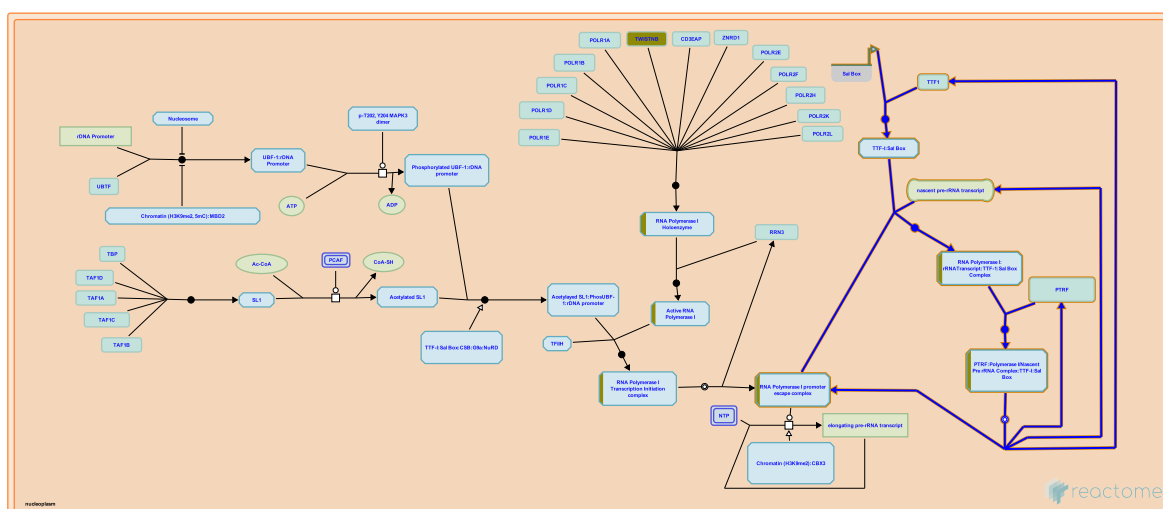 POLR1A
TWISTNB
CD3EAP
ZNRD1
POLR1B
POLR2E
POLR1C
POLR2F
POLR1D
POLR2H
POLR1E
POLR2K
POLR2L
Sal Box
TTF1
TTF-I:Sal Box
Nucleosome
rDNA Promoter
UBTF
UBF-1:rDNA
Promoter
Chromatin (H3K9me2, 5mC):MBD2
p-T202, Y204 MAPK3
dimer
Phosphorylated UBF-1:rDNA
promoter
ATP
ADP
nascent pre-rRNA transcript
RNA Polymerase I
Holoenzyme
RRN3
RNA Polymerase I:
rRNATranscript:TTF-1:Sal Box
Complex
PTRF
TBP
TAF1D
TAF1A
TAF1C
TAF1B
SL1
Ac-CoA
PCAF
CoA-SH
Acetylated SL1
Acetylayed SL1:PhosUBF-
1:rDNA promoter
Active RNA
Polymerase I
TTF-I:Sal Box:CSB:G9a:NuRD
TFIIH
PTRF:Polymerase I/Nascent
Pre rRNA Complex:TTF-I:Sal
Box
RNA Polymerase I
Transcription Initiation
complex
RNA Polymerase I promoter
escape complex
NTP
elongating pre-rRNA transcript
Chromatin (H3K9me2):CBX3
nucleoplasm
reactome